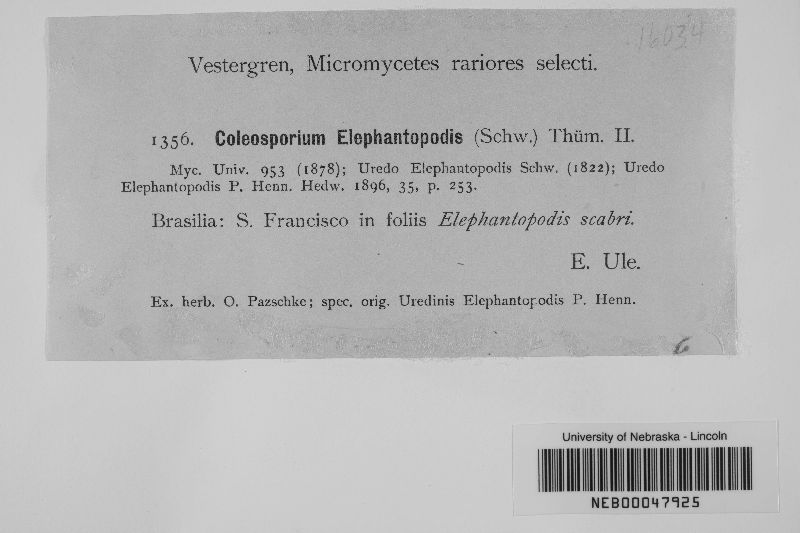 16034
Vestergren, Micromycetes rariores selecti.
1356. Coleosporium Elephantopodis (Schw.) Thüm. II.
Myc. Univ. 953 (1878); Uredo Elephantopodis Schw. (1822); Uredo
Elephantopodis P. Henn. Hedw. 1896, 35, p. 253.
Brasilia: S. Francisco in foliis Elephantopodis scabri.
E. Ule.
Ex. herb. O. Pazschke; spec. orig. Uredinis Elephantopodis P. Henn.
6
University of Nebraska - Lincoln
NEB00047925